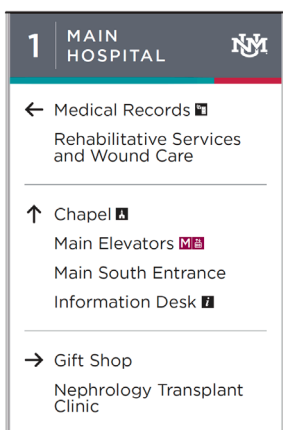 1 MAIN
HOSPITAL
UNM
← Medical Records
Rehabilitative Services
and Wound Care
↑ Chapel
Main Elevators M
Main South Entrance
Information Desk i
→ Gift Shop
Nephrology Transplant
Clinic